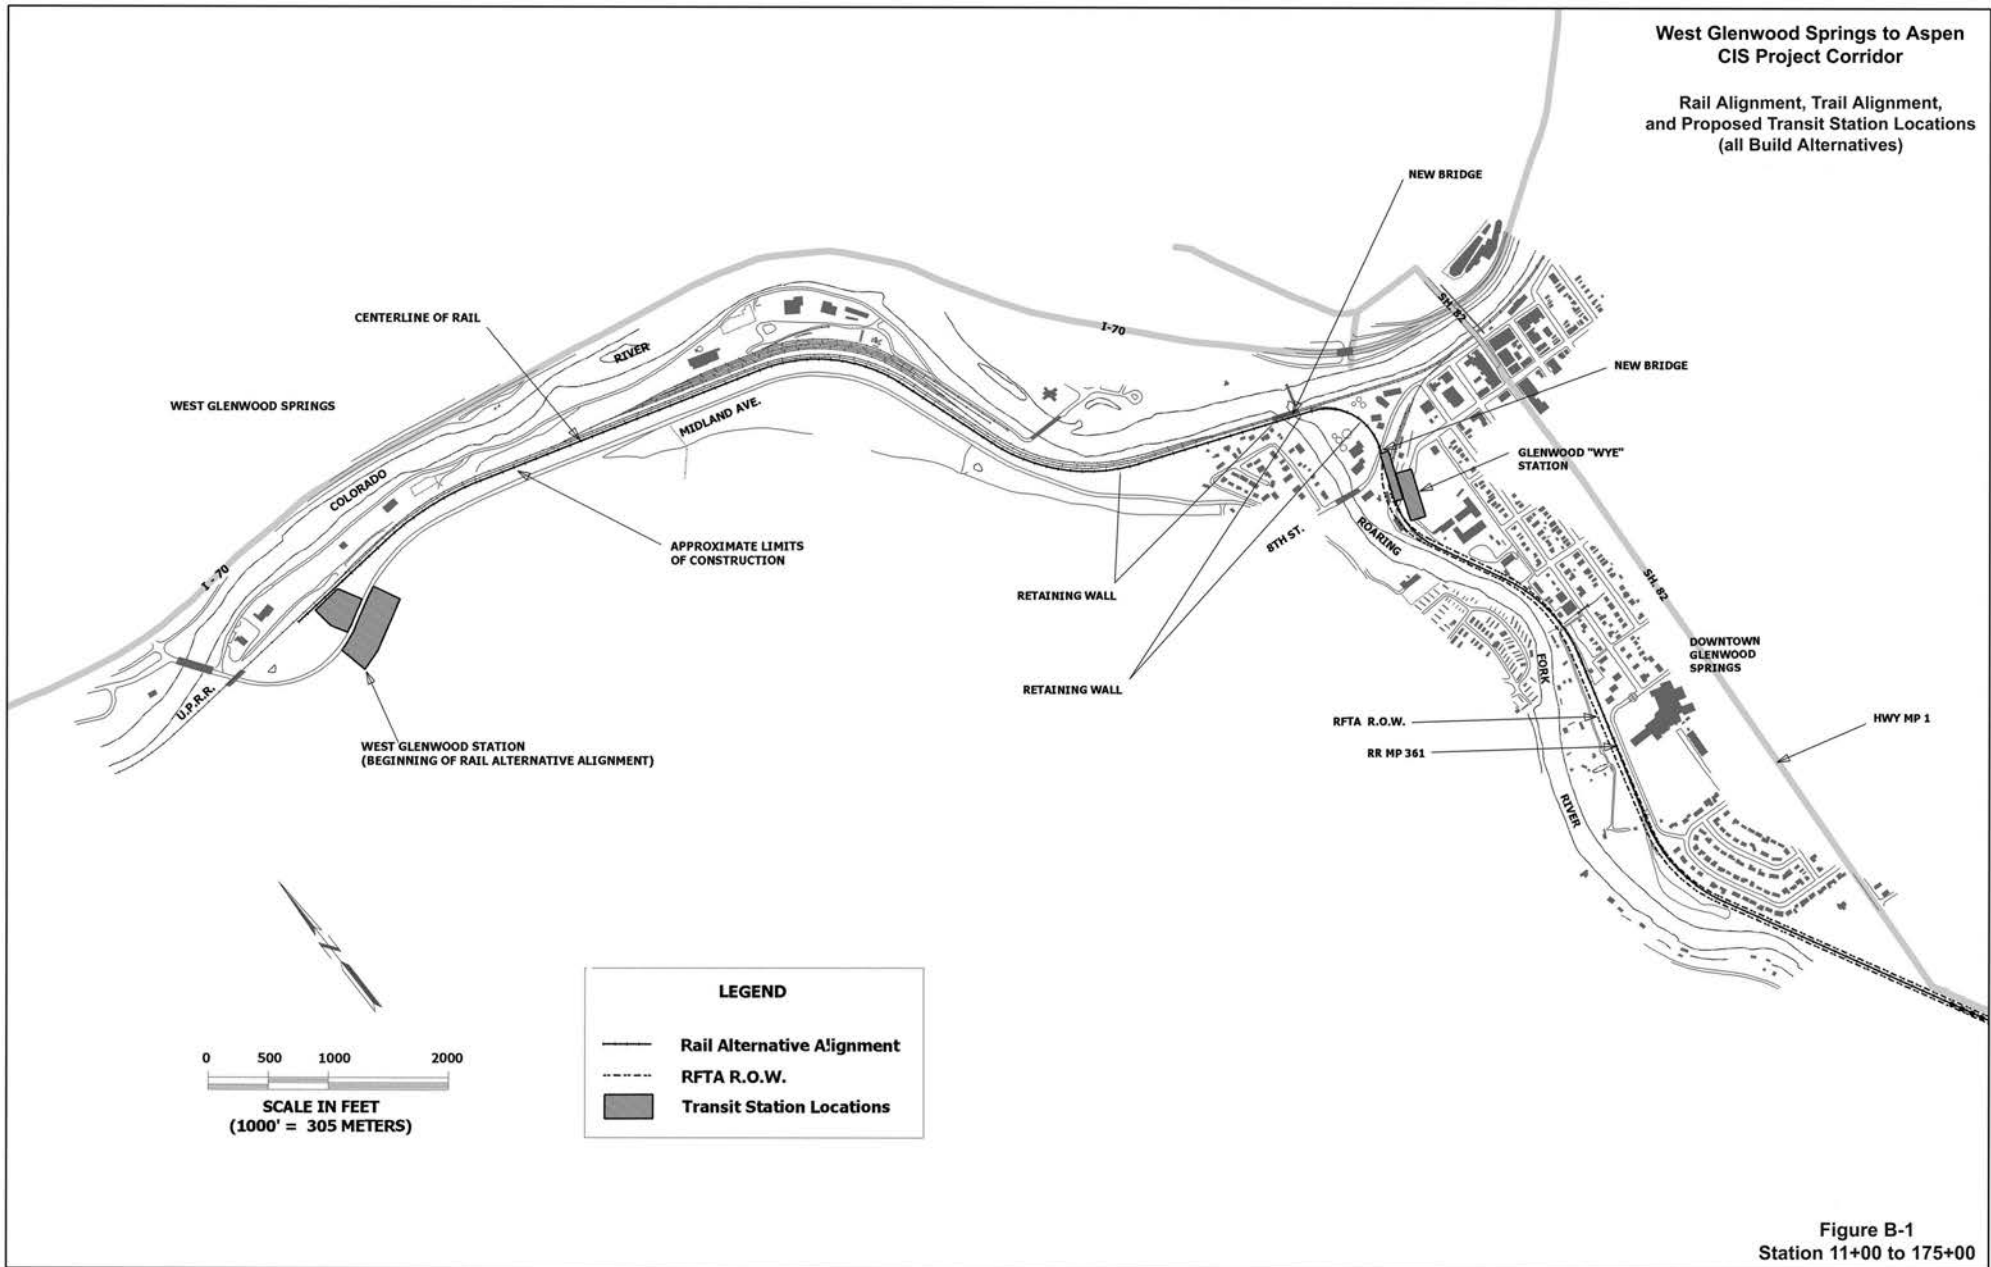 West Glenwood Springs to Aspen
CIS Project Corridor
Rail Alignment, Trail Alignment,
and Proposed Transit Station Locations
(all Build Alternatives)
NEW BRIDGE
SH. 82
CENTERLINE OF RAIL
I-70
RIVER
NEW BRIDGE
WEST GLENWOOD SPRINGS
MIDLAND AVE.
GLENWOOD "WYE"
STATION
COLORADO
ROARING
8TH ST.
APPROXIMATE LIMITS
OF CONSTRUCTION
I - 70
RETAINING WALL
SH. 82
DOWNTOWN
GLENWOOD
SPRINGS
FORK
RETAINING WALL
U.P.R.R.
RFTA R.O.W.
HWY MP 1
WEST GLENWOOD STATION
(BEGINNING OF RAIL ALTERNATIVE ALIGNMENT)
RR MP 361
RIVER
LEGEND
Rail Alternative Alignment
RFTA R.O.W.
Transit Station Locations
0 500 1000 2000
SCALE IN FEET
(1000' = 305 METERS)
Figure B-1
Station 11+00 to 175+00